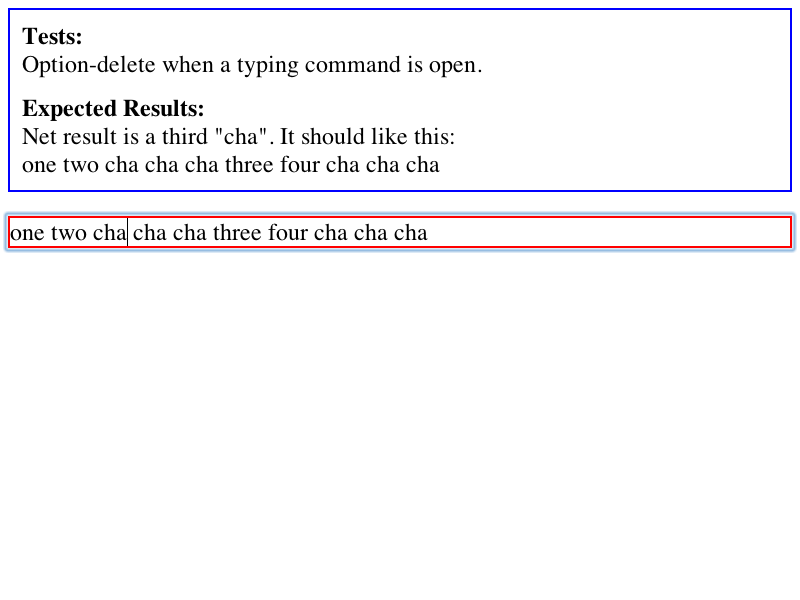 Tests:
Option-delete when a typing command is open.
Expected Results:
Net result is a third "cha". It should like this:
one two cha cha cha three four cha cha cha
one two cha cha cha three four cha cha cha